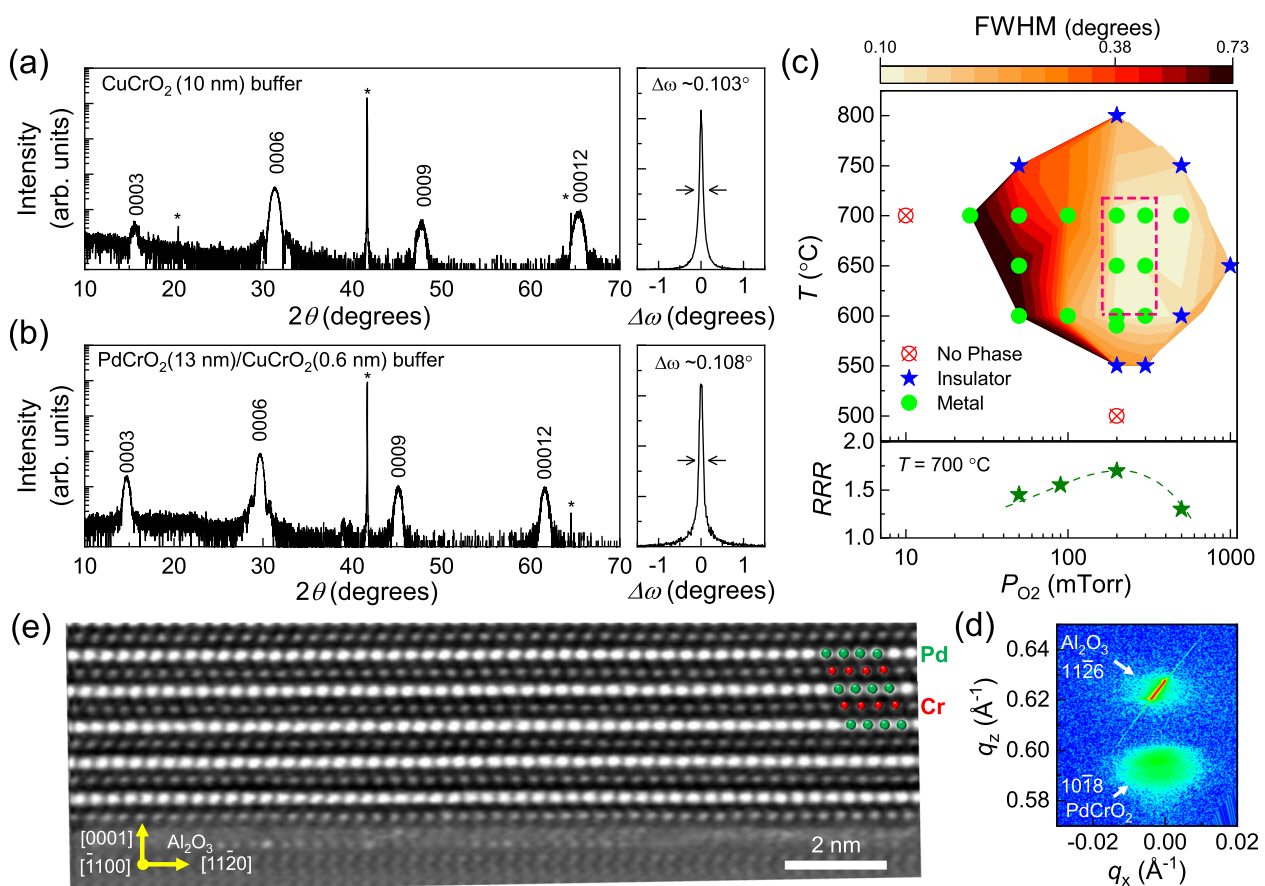 (a)
CuCrO2 (10 nm) buffer
0003
*
0006
*
0009
*
00012
Intensity
(arb. units)
10 20 30 40 50 60 70
2θ (degrees)
Δω ~0.103°
-1 0 1
Δω (degrees)
(b)
PdCrO2(13 nm)/CuCrO2(0.6 nm) buffer
0003
0006
*
0009
00012
*
Intensity
(arb. units)
10 20 30 40 50 60 70
2θ (degrees)
Δω ~0.108°
-1 0 1
Δω (degrees)
FWHM (degrees)
0.10 0.38 0.73
(c)
800
750
700
650
600
550
500
T (°C)
No Phase
Insulator
Metal
2.0
1.5
1.0
RRR
T = 700 °C
10 100 1000
PO2 (mTorr)
(e)
Pd
Cr
[0001]
Al2O3
[1̄100]
[112̄0]
2 nm
(d)
0.64
0.62
0.60
0.58
qz (Å-1)
Al2O3
112̄6
101̄8
PdCrO2
-0.02 0.00 0.02
qx (Å-1)